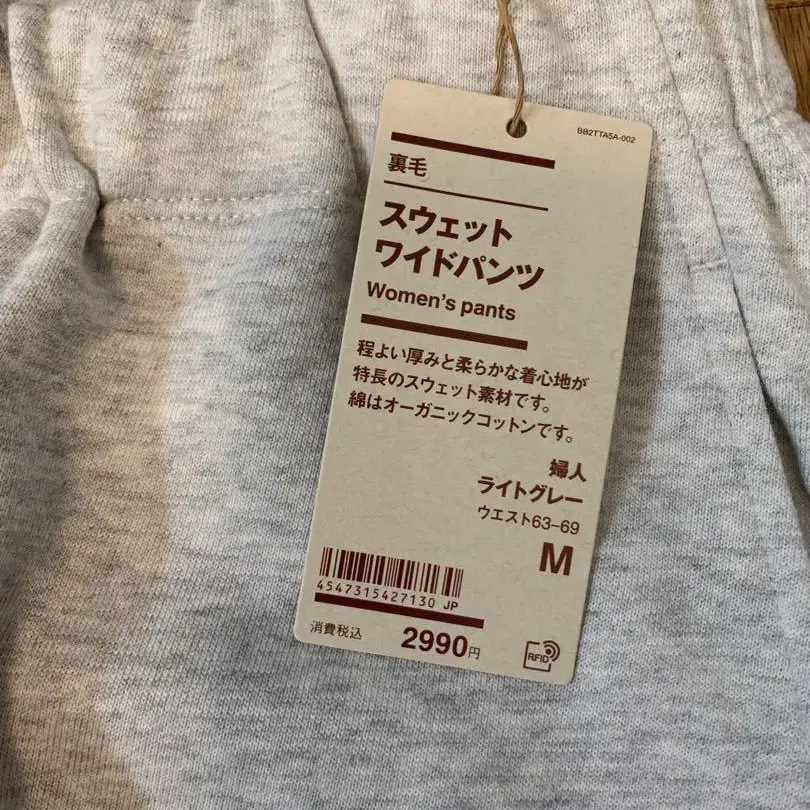 BB2TTA5A-002
裏毛
スウェット
ワイドパンツ
Women's pants
程よい厚みと柔らかな着心地が
特長のスウェット素材です。
綿はオーガニックコットンです。
婦人
ライトグレー
ウエスト63-69
M
4547315427130 JP
消費税込 2990円
RFID